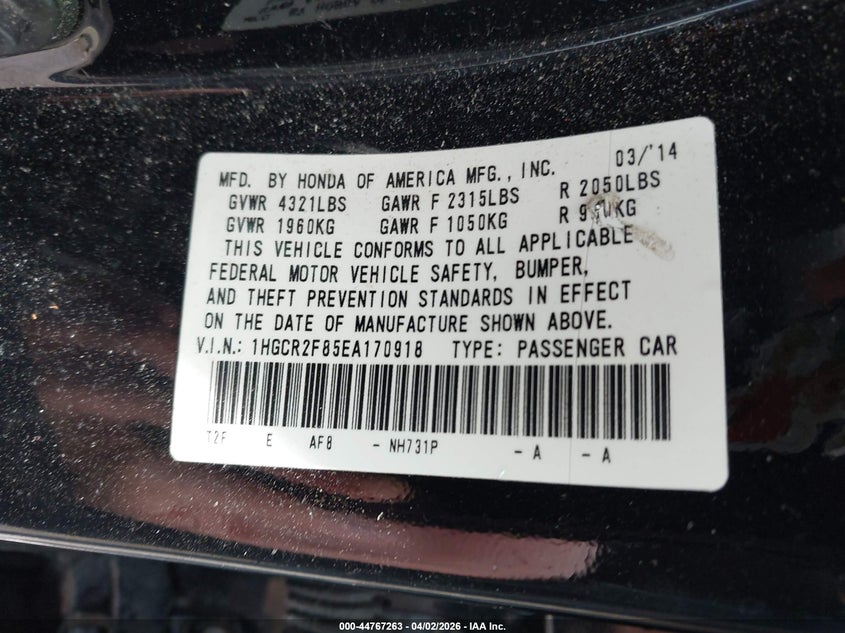 03/'14
MFD. BY HONDA OF AMERICA MFG., INC.
GVWR 4321LBS GAWR F 2315LBS R 2050LBS
GVWR 1960KG GAWR F 1050KG R
THIS VEHICLE CONFORMS TO ALL APPLICABLE
FEDERAL MOTOR VEHICLE SAFETY, BUMPER,
AND THEFT PREVENTION STANDARDS IN EFFECT
ON THE DATE OF MANUFACTURE SHOWN ABOVE.
V.I.N.: 1HGCR2F85EA170918 TYPE: PASSENGER CAR
T2F E AF8 - NH731P - A - A
000-44767263 - 04/02/2026 - IAA Inc.